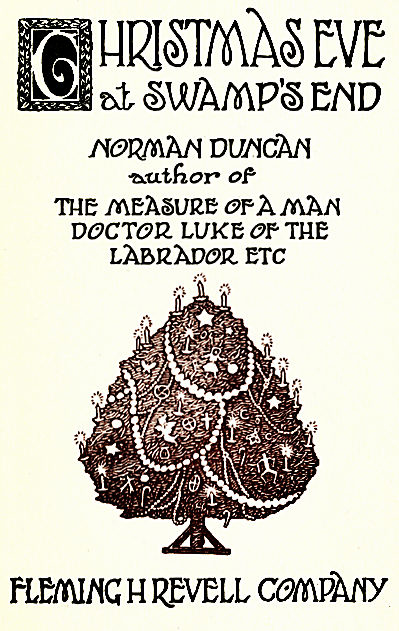 CHRISTMAS EVE
at SWAMP'S END
NORMAN DUNCAN
author of
THE MEASURE OF A MAN
DOCTOR LUKE OF THE
LABRADOR ETC
FLEMING H REVELL COMPANY